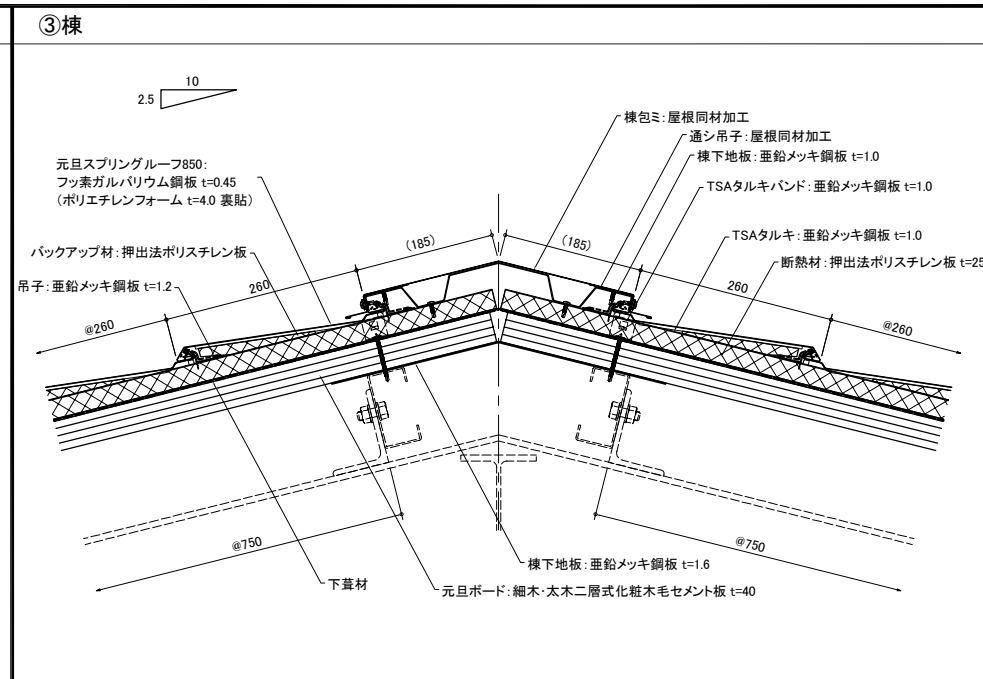 ③棟
10
2.5
棟包ミ:屋根同材加工
通シ吊子:屋根同材加工
棟下地板:亜鉛メッキ鋼板 t=1.0
TSAタルキバンド:亜鉛メッキ鋼板 t=1.0
TSAタルキ:亜鉛メッキ鋼板 t=1.0
断熱材:押出法ポリスチレン板 t=25
元旦スプリングルーフ850:
フッ素ガルバリウム鋼板 t=0.45
(ポリエチレンフォーム t=4.0 裏貼)
バックアップ材:押出法ポリスチレン板
吊子:亜鉛メッキ鋼板 t=1.2
(185)
(185)
260
260
@260
@260
@750
@750
棟下地板:亜鉛メッキ鋼板 t=1.6
下葺材
元旦ボード:細木・太木二層式化粧木毛セメント板 t=40